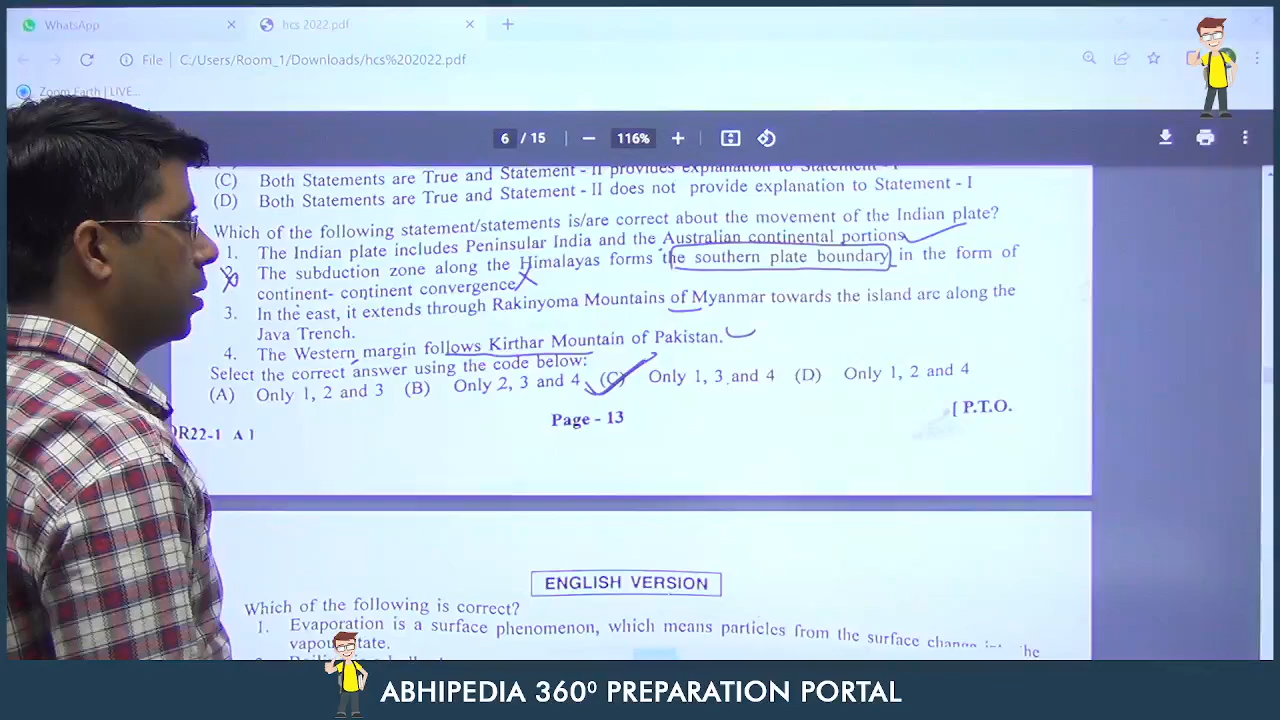 WhatsApp
hcs 2022.pdf
File C:/Users/Room_1/Downloads/hcs%202022.pdf
Zoom Earth | LIVE...
6 / 15 116%
(C) Both Statements are True and Statement - II provides explanation to Statement - I
(D) Both Statements are True and Statement - II does not provide explanation to Statement - I
Which of the following statement/statements is/are correct about the movement of the Indian plate?
1. The Indian plate includes Peninsular India and the Australian continental portions.
2. The subduction zone along the Himalayas forms the southern plate boundary in the form of
continent- continent convergence.
3. In the east, it extends through Rakinyoma Mountains of Myanmar towards the island arc along the
Java Trench.
4. The Western margin follows Kirthar Mountain of Pakistan.
Select the correct answer using the code below:
(A) Only 1, 2 and 3 (B) Only 2, 3 and 4 (C) Only 1, 3 and 4 (D) Only 1, 2 and 4
Page - 13
[ P.T.O.
R22-1 A 1
ENGLISH VERSION
Which of the following is correct?
1. Evaporation is a surface phenomenon, which means particles from the surface change the
ABHIPEDIA 360⁰ PREPARATION PORTAL